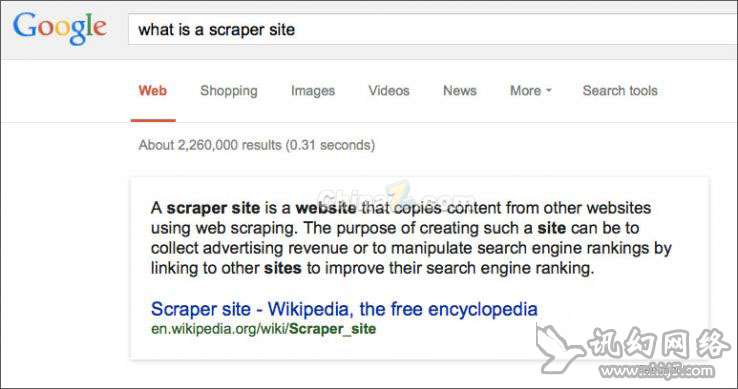 Google what is a scraper site
Web Shopping Images Videos News More Search tools
About 2,260,000 results (0.31 seconds)
A scraper site is a website that copies content from other websites
using web scraping. The purpose of creating such a site can be to
collect advertising revenue or to manipulate search engine rankings by
linking to other sites to improve their search engine ranking.
Scraper site - Wikipedia, the free encyclopedia
en.wikipedia.org/wiki/Scraper_site
讯幻网络